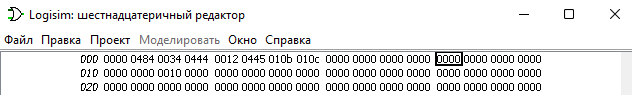 Logisim: шестнадцатеричный редактор
Файл Правка Проект Моделировать Окно Справка
000 0000 0484 0034 0444 0012 0445 010b 010c 0000 0000 0000 0000 0000 0000 0000 0000
010 0000 0000 0010 0000 0000 0000 0000 0000 0000 0000 0000 0000 0000 0000 0000 0000
020 0000 0000 0000 0000 0000 0000 0000 0000 0000 0000 0000 0000 0000 0000 0000 0000